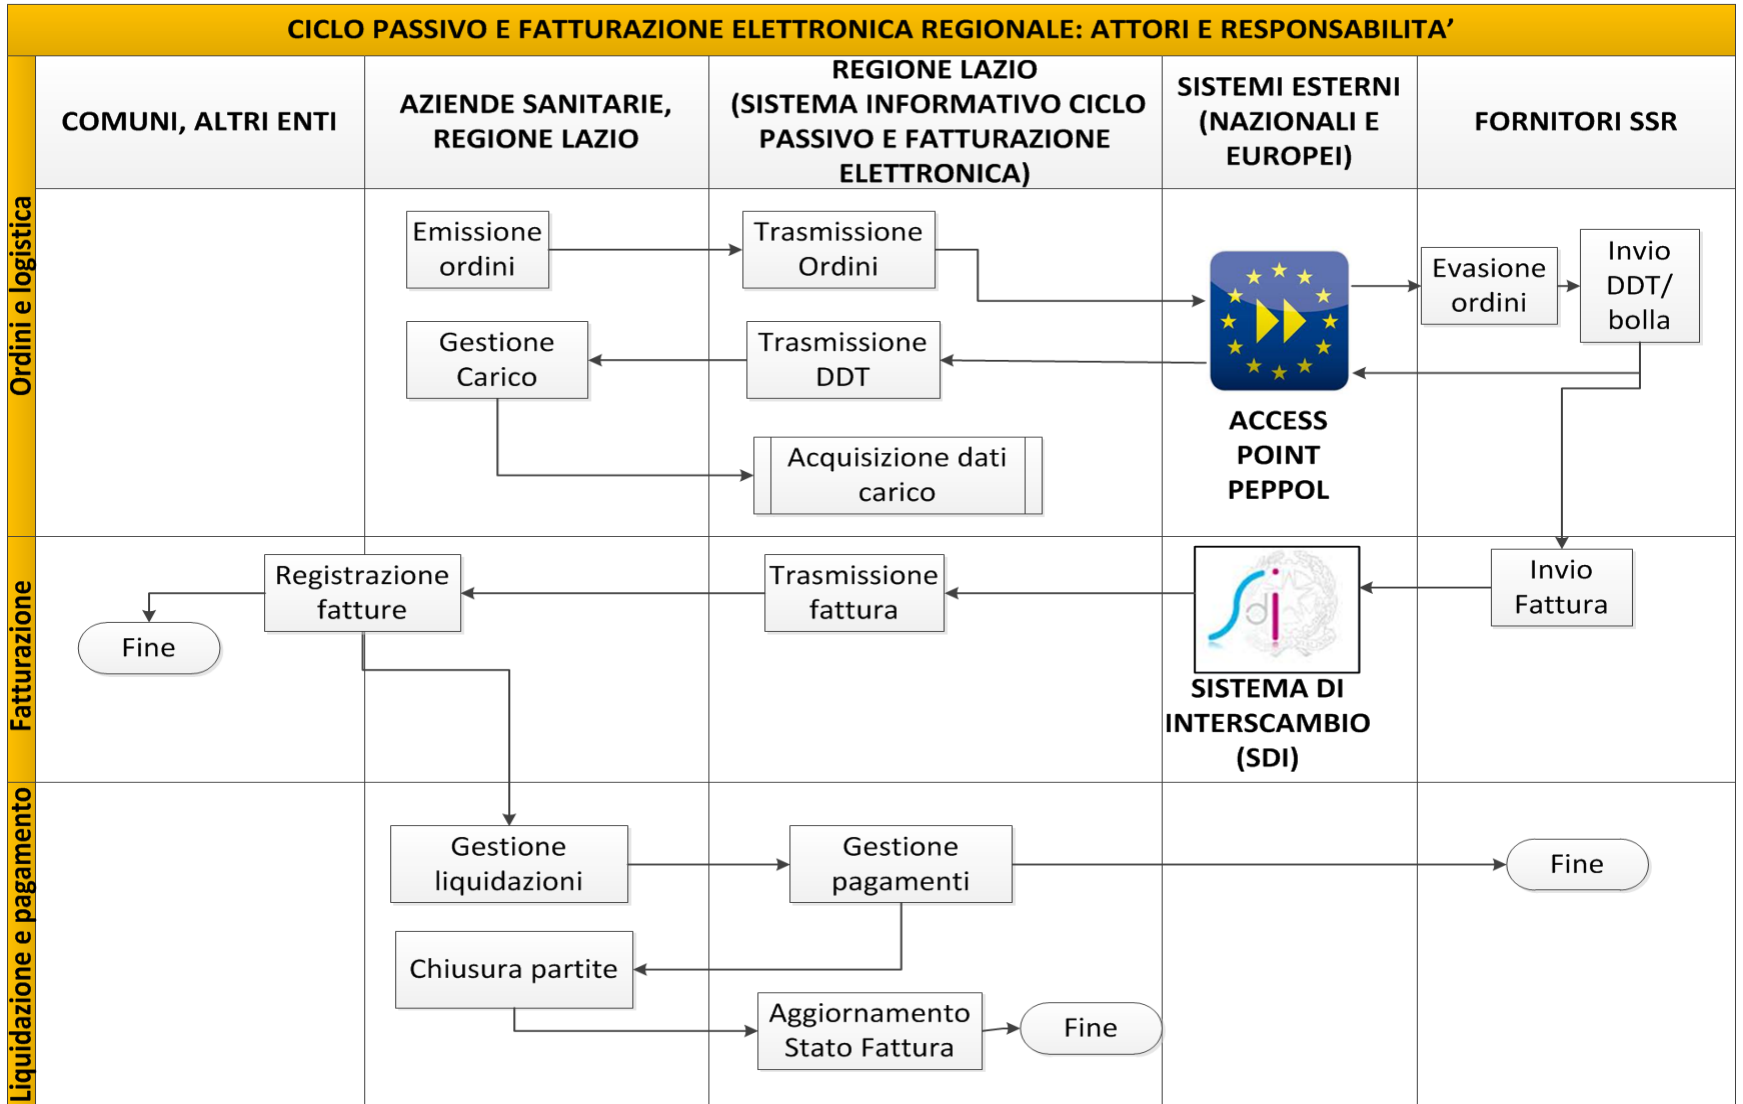 CICLO PASSIVO E FATTURAZIONE ELETTRONICA REGIONALE: ATTORI E RESPONSABILITA’
COMUNI, ALTRI ENTI
AZIENDE SANITARIE,
REGIONE LAZIO
REGIONE LAZIO
(SISTEMA INFORMATIVO CICLO
PASSIVO E FATTURAZIONE
ELETTRONICA)
SISTEMI ESTERNI
(NAZIONALI E
EUROPEI)
FORNITORI SSR
Ordini e logistica
Emissione
ordini
Trasmissione
Ordini
Evasione
ordini
Invio
DDT/
bolla
Gestione
Carico
Trasmissione
DDT
ACCESS
POINT
PEPPOL
Acquisizione dati
carico
Fatturazione
Registrazione
fatture
Fine
Trasmissione
fattura
Sdi
SISTEMA DI
INTERSCAMBIO
(SDI)
Invio
Fattura
Liquidazione e pagamento
Gestione
liquidazioni
Gestione
pagamenti
Fine
Chiusura partite
Aggiornamento
Stato Fattura
Fine